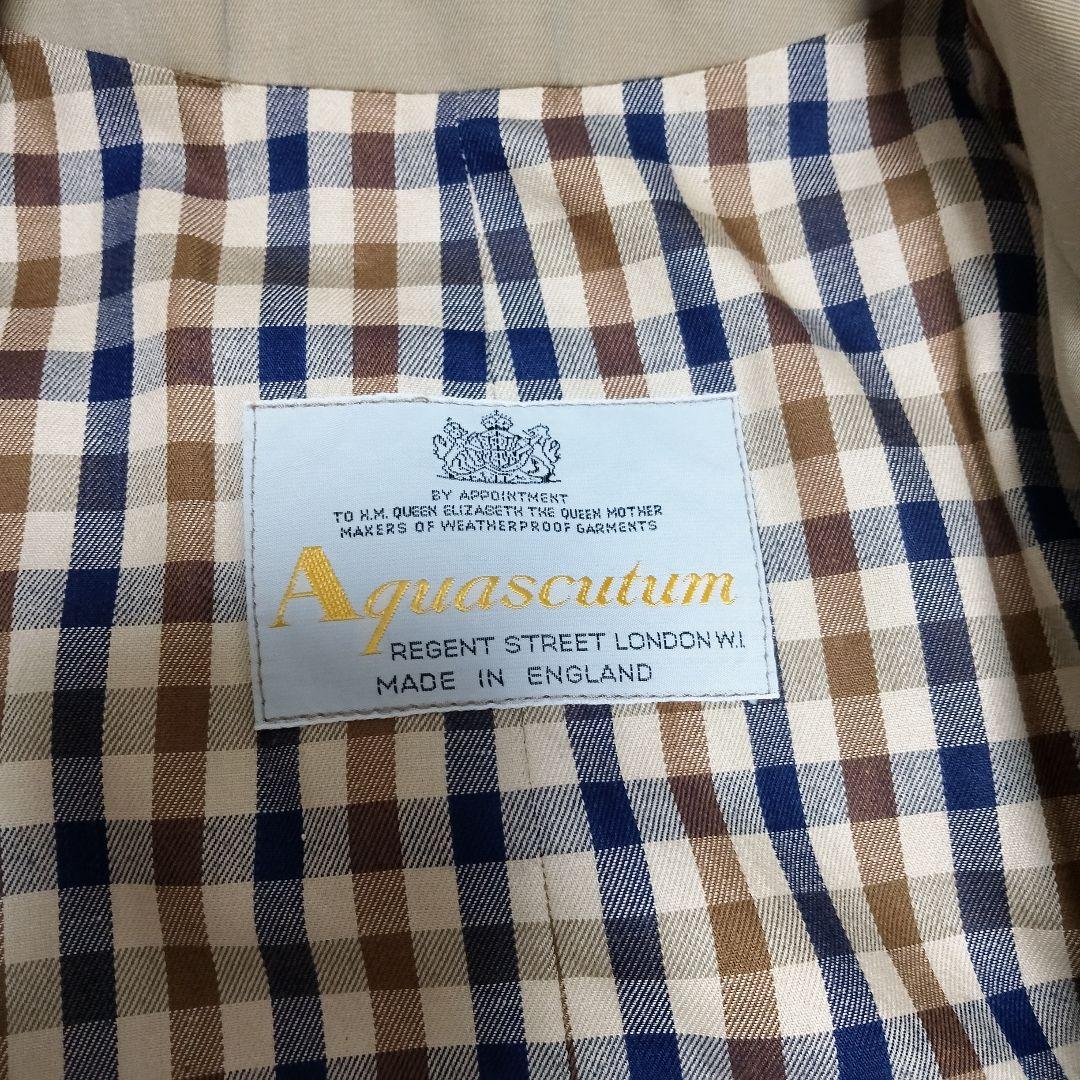 BY APPOINTMENT
TO H.M. QUEEN ELIZABETH THE QUEEN MOTHER
MAKERS OF WEATHERPROOF GARMENTS
Aquascutum
REGENT STREET LONDON W.I.
MADE IN ENGLAND